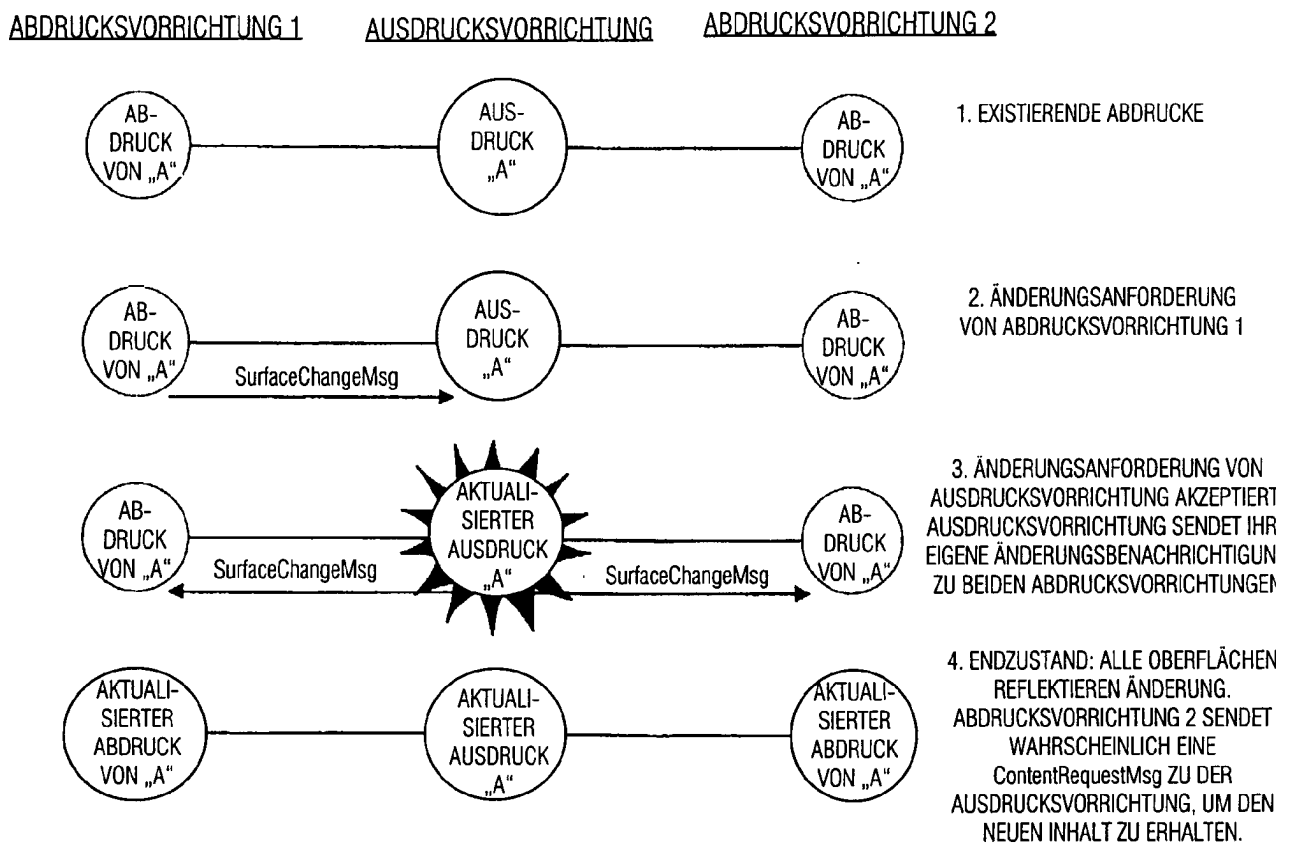 ABDRUCKSVORRICHTUNG 1
AUSDRUCKSVORRICHTUNG
ABDRUCKSVORRICHTUNG 2
AB-
DRUCK
VON „A“
AUS-
DRUCK
„A“
AB-
DRUCK
VON „A“
1. EXISTIERENDE ABDRUCKE
AB-
DRUCK
VON „A“
SurfaceChangeMsg
AUS-
DRUCK
„A“
AB-
DRUCK
VON „A“
2. ÄNDERUNGSANFORDERUNG
VON ABDRUCKSVORRICHTUNG 1
AB-
DRUCK
VON „A“
SurfaceChangeMsg
AKTUALI-
SIERTER
AUSDRUCK
„A“
SurfaceChangeMsg
AB-
DRUCK
VON „A“
3. ÄNDERUNGSANFORDERUNG VON
AUSDRUCKSVORRICHTUNG AKZEPTIERT
AUSDRUCKSVORRICHTUNG SENDET IHR
EIGENE ÄNDERUNGSBENACHRICHTIGUN
ZU BEIDEN ABDRUCKSVORRICHTUNGEN
AKTUALI-
SIERTER
ABDRUCK
VON „A“
AKTUALI-
SIERTER
AUSDRUCK
„A“
AKTUALI-
SIERTER
ABDRUCK
VON „A“
4. ENDZUSTAND: ALLE OBERFLÄCHEN
REFLEKTIEREN ÄNDERUNG.
ABDRUCKSVORRICHTUNG 2 SENDET
WAHRSCHEINLICH EINE
ContentRequestMsg ZU DER
AUSDRUCKSVORRICHTUNG, UM DEN
NEUEN INHALT ZU ERHALTEN.